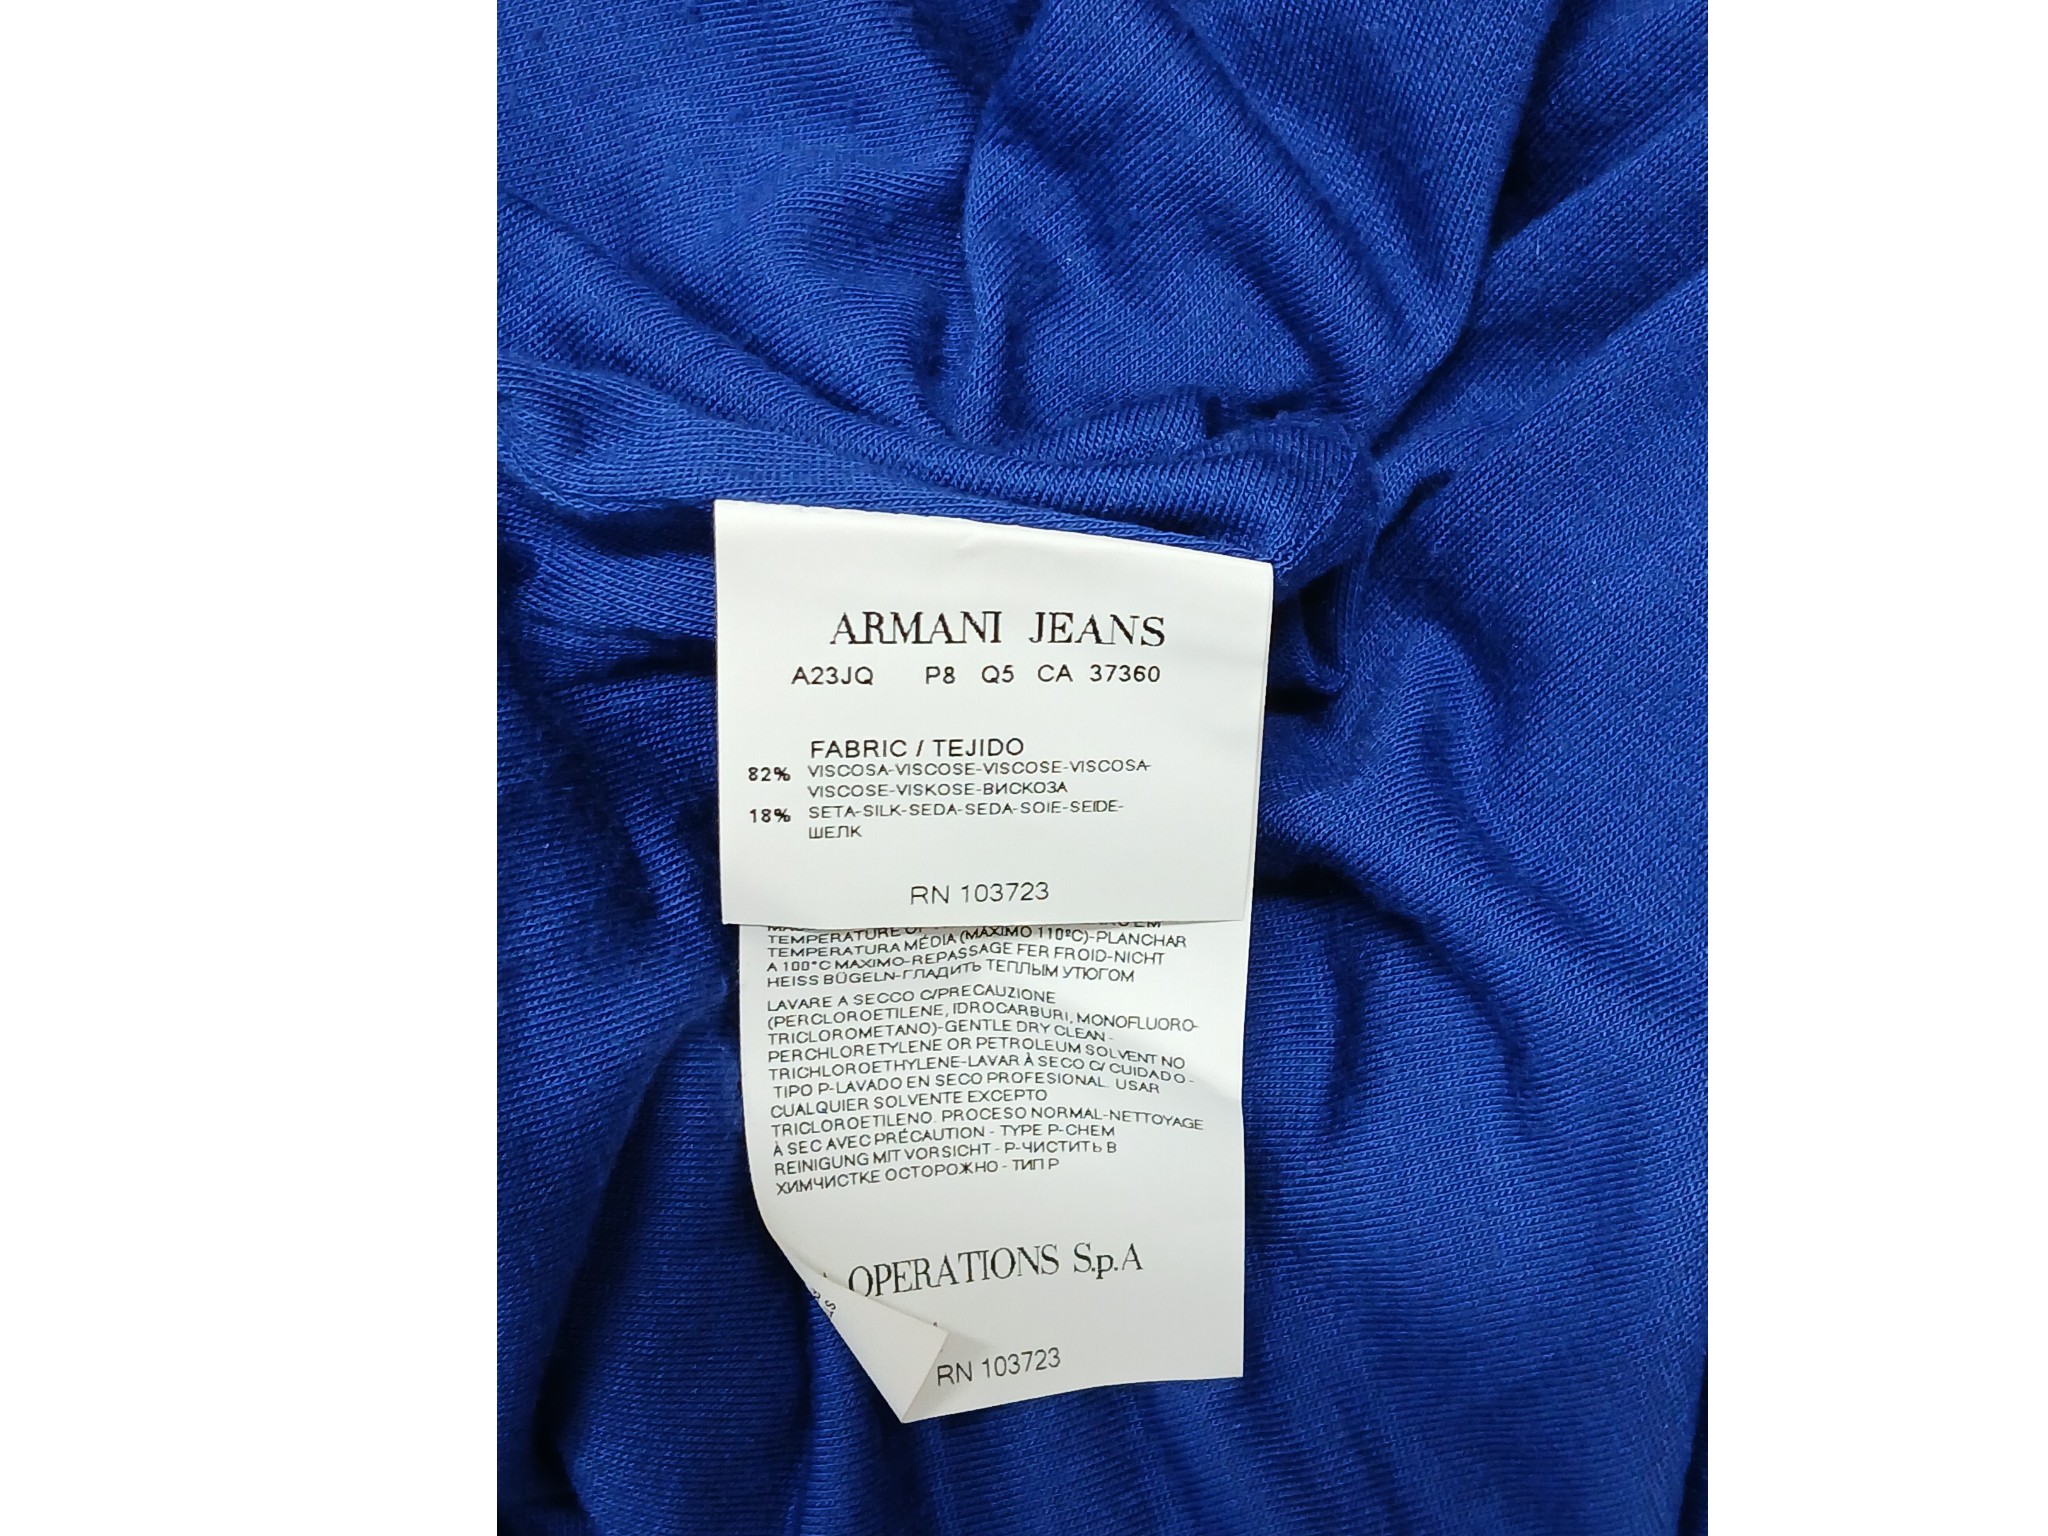 ARMANI JEANS
A23JQ P8 Q5 CA 37360
FABRIC / TEJIDO
82% VISCOSA-VISCOSE-VISCOSE-VISCOSA-
VISCOSE-VISKOSE-ВИСКОЗА
18% SETA-SILK-SEDA-SEDA-SOIE-SEIDE-
ШЕЛК
RN 103723
TEMPERATURE (MÁXIMO 110ºC)-PLANCHAR
TEMPERATURA MÉDIA
A 100°C MAXIMO-REPASSAGE FER FROID-NICHT
HEISS BÜGELN-ГЛАДИТЬ ТЕПЛЫМ УТЮГОМ
LAVARE A SECCO C/PRECAUZIONE
(PERCLOROETILENE, IDROCARBURI, MONOFLUORO-
TRICLOROMETANO)-GENTLE DRY CLEAN -
PERCHLORETYLENE OR PETROLEUM SOLVENT NO
TRICHLOROETHYLENE-LAVAR À SECO C/ CUIDADO -
TIPO P-LAVADO EN SECO PROFESIONAL. USAR
CUALQUIER SOLVENTE EXCEPTO
TRICLOROETILENO. PROCESO NORMAL-NETTOYAGE
À SEC AVEC PRÉCAUTION - TYPE P-CHEM
REINIGUNG MIT VORSICHT - P-ЧИСТИТЬ В
ХИМЧИСТКЕ ОСТОРОЖНО - ТИП P
OPERATIONS S.p.A
RN 103723